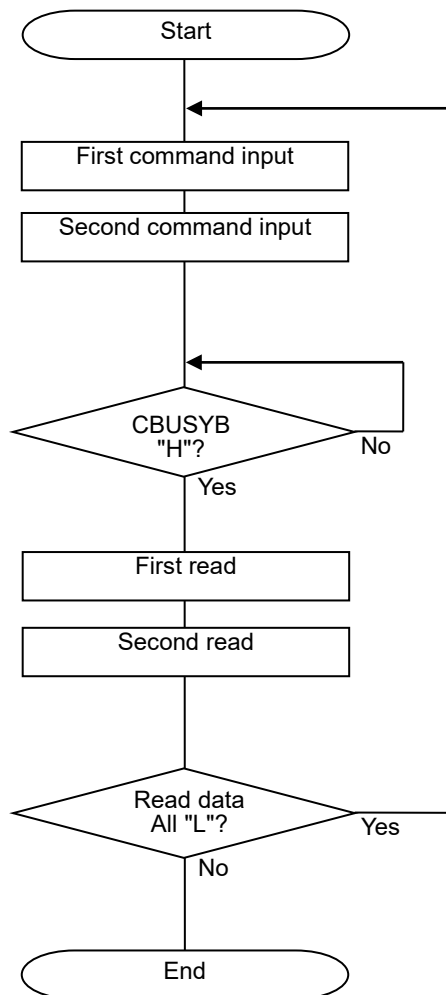 Start
First command input
Second command input
CBUSYB
"H"?
No
Yes
First read
Second read
Read data
All "L"?
Yes
No
End